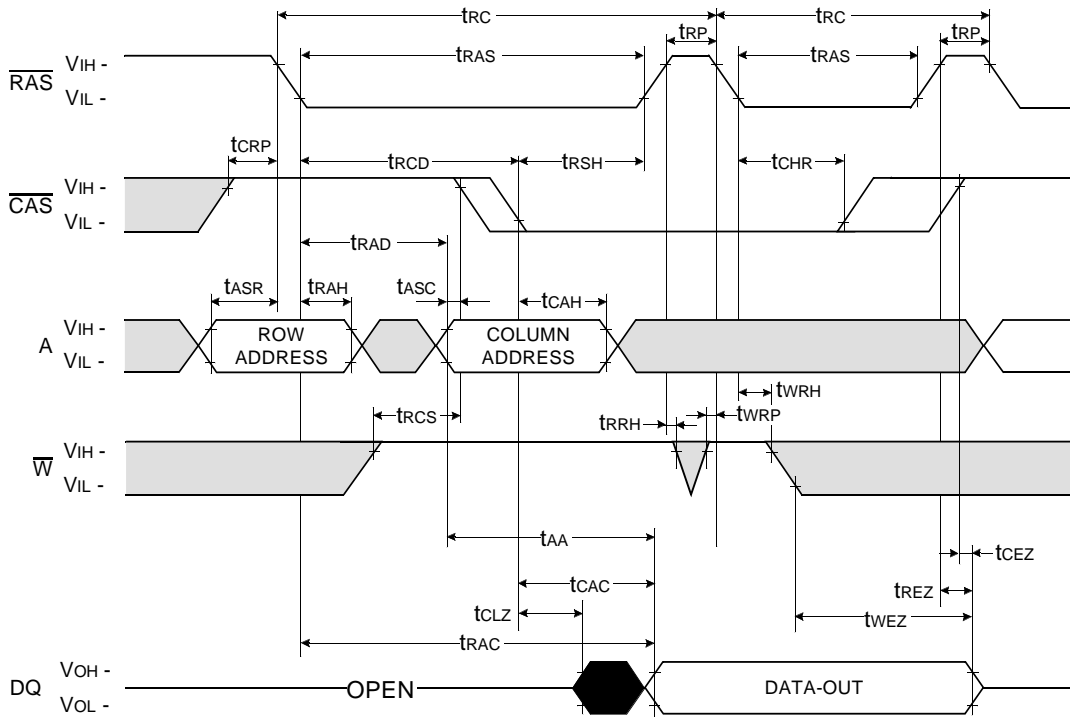 tRC tRC
tRP tRP
tRAS tRAS
RAS VIH -
VIL -
tCRP tRCD tRSH tCHR
CAS VIH -
VIL -
tRAD
tASR tRAH tASC tCAH
A VIH -
VIL -
ROW ADDRESS
COLUMN ADDRESS
tWRH
tRCS tRRH tWRP
W VIH -
VIL -
tAA
tCEZ
tCAC
tREZ
tCLZ
tWEZ
tRAC
DQ VOH -
VOL -
OPEN DATA-OUT